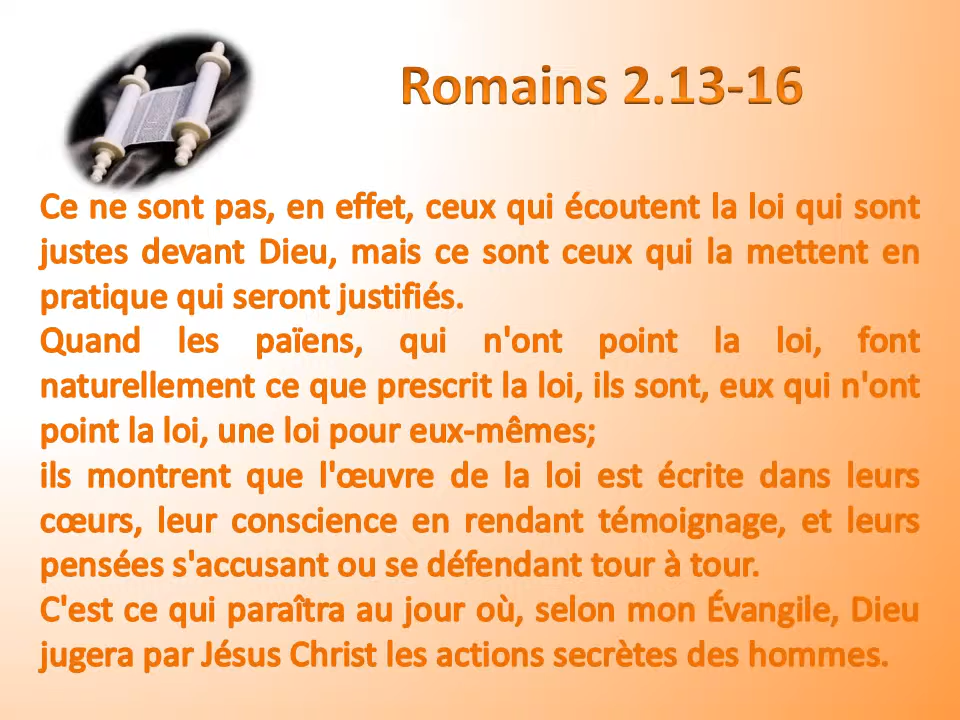 Romains 2.13-16
Ce ne sont pas, en effet, ceux qui écoutent la loi qui sont
justes devant Dieu, mais ce sont ceux qui la mettent en
pratique qui seront justifiés.
Quand les païens, qui n'ont point la loi, font
naturellement ce que prescrit la loi, ils sont, eux qui n'ont
point la loi, une loi pour eux-mêmes;
ils montrent que l'œuvre de la loi est écrite dans leurs
cœurs, leur conscience en rendant témoignage, et leurs
pensées s'accusant ou se défendant tour à tour.
C'est ce qui paraîtra au jour où, selon mon Évangile, Dieu
jugera par Jésus Christ les actions secrètes des hommes.